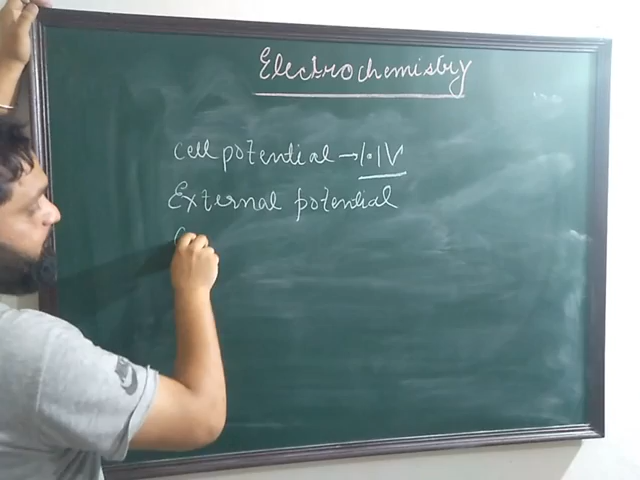 Electrochemistry
cell potential → 1.1V
External potential